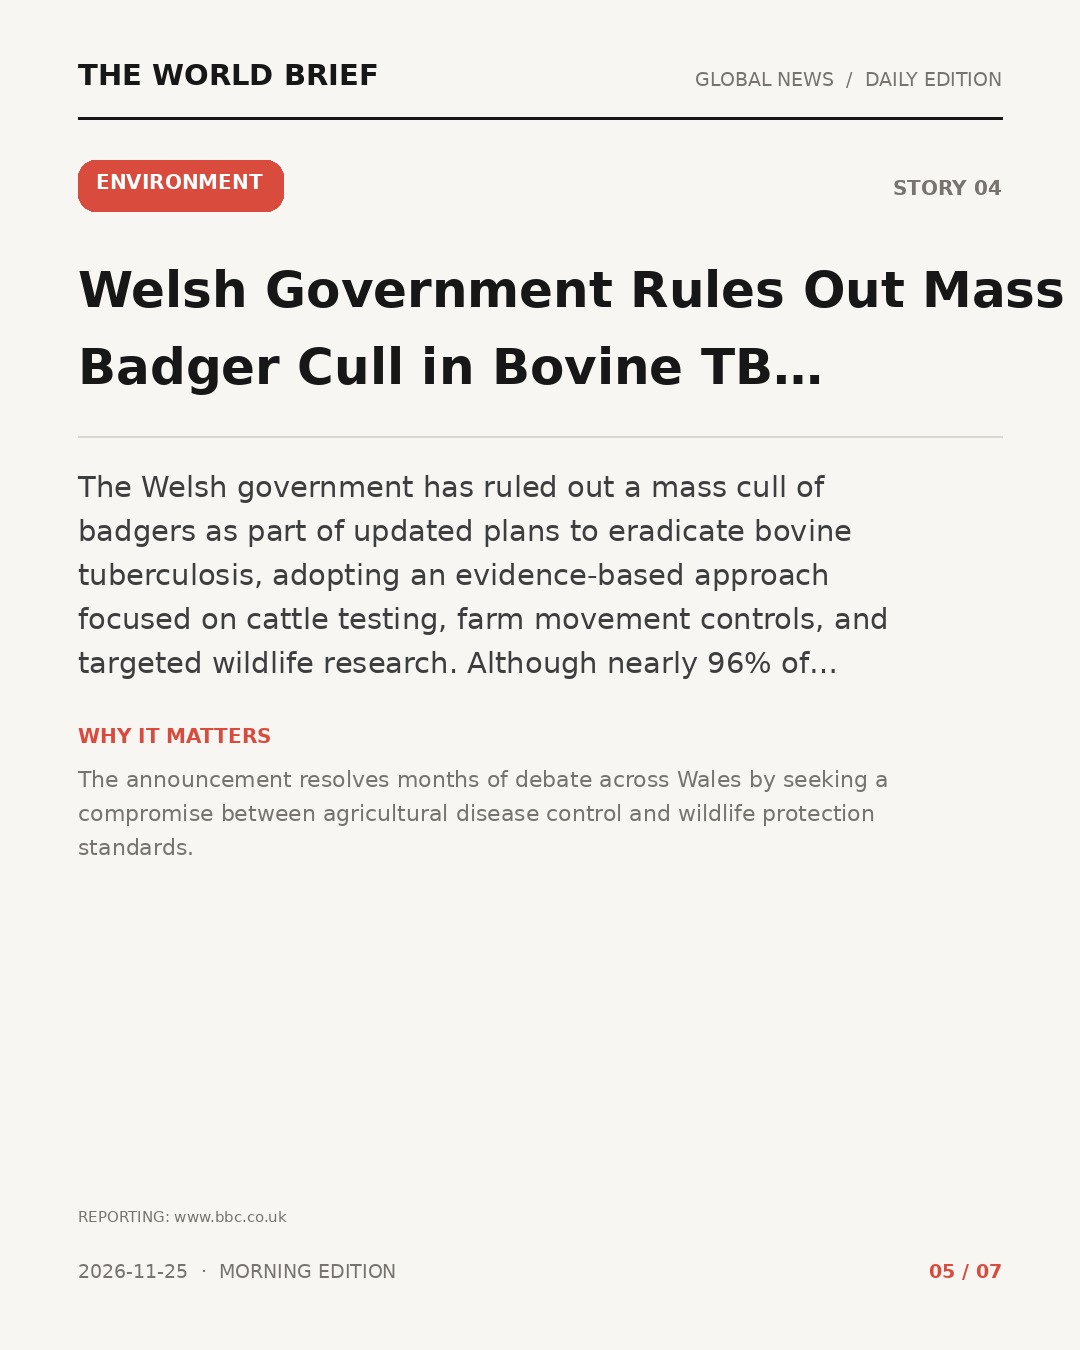 THE WORLD BRIEF
GLOBAL NEWS / DAILY EDITION
ENVIRONMENT
STORY 04
Welsh Government Rules Out Mass
Badger Cull in Bovine TB…
The Welsh government has ruled out a mass cull of
badgers as part of updated plans to eradicate bovine
tuberculosis, adopting an evidence-based approach
focused on cattle testing, farm movement controls, and
targeted wildlife research. Although nearly 96% of…
WHY IT MATTERS
The announcement resolves months of debate across Wales by seeking a
compromise between agricultural disease control and wildlife protection
standards.
REPORTING: www.bbc.co.uk
2026-11-25 · MORNING EDITION
05 / 07